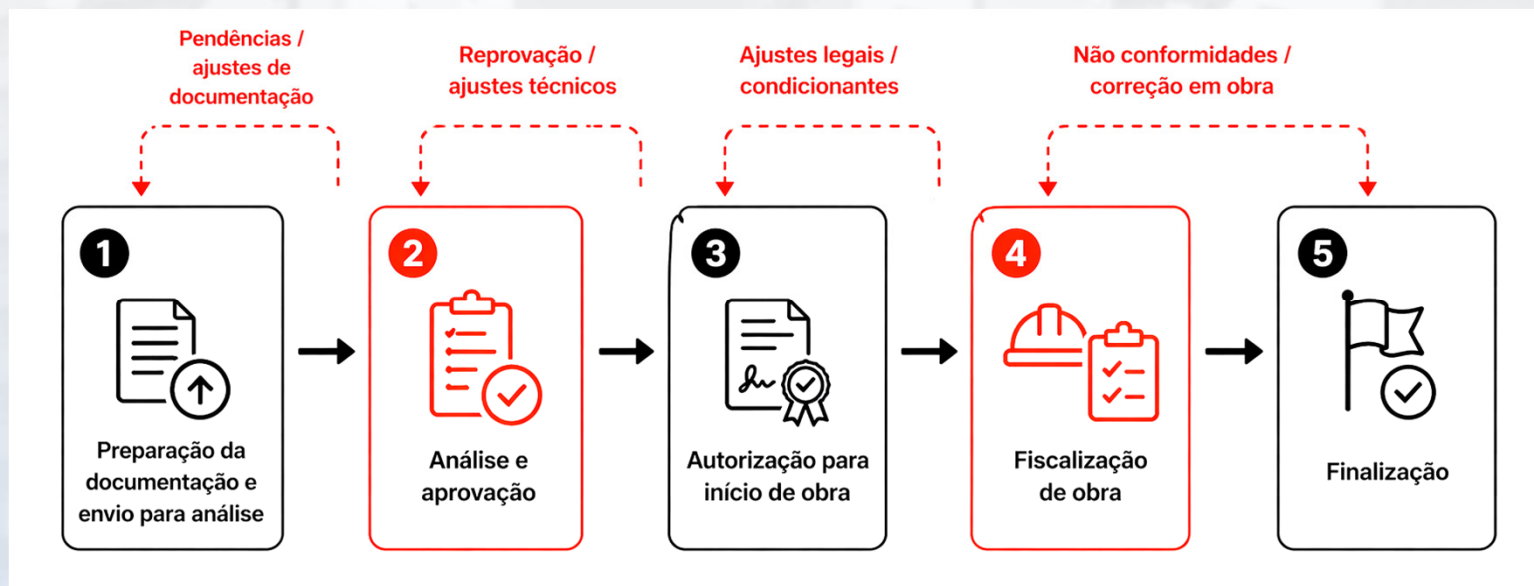 Pendências /
ajustes de
documentação
Reprovação /
ajustes técnicos
Ajustes legais /
condicionantes
Não conformidades /
correção em obra
1
Preparação da
documentação e
envio para análise
2
Análise e
aprovação
3
Autorização para
início de obra
4
Fiscalização
de obra
5
Finalização